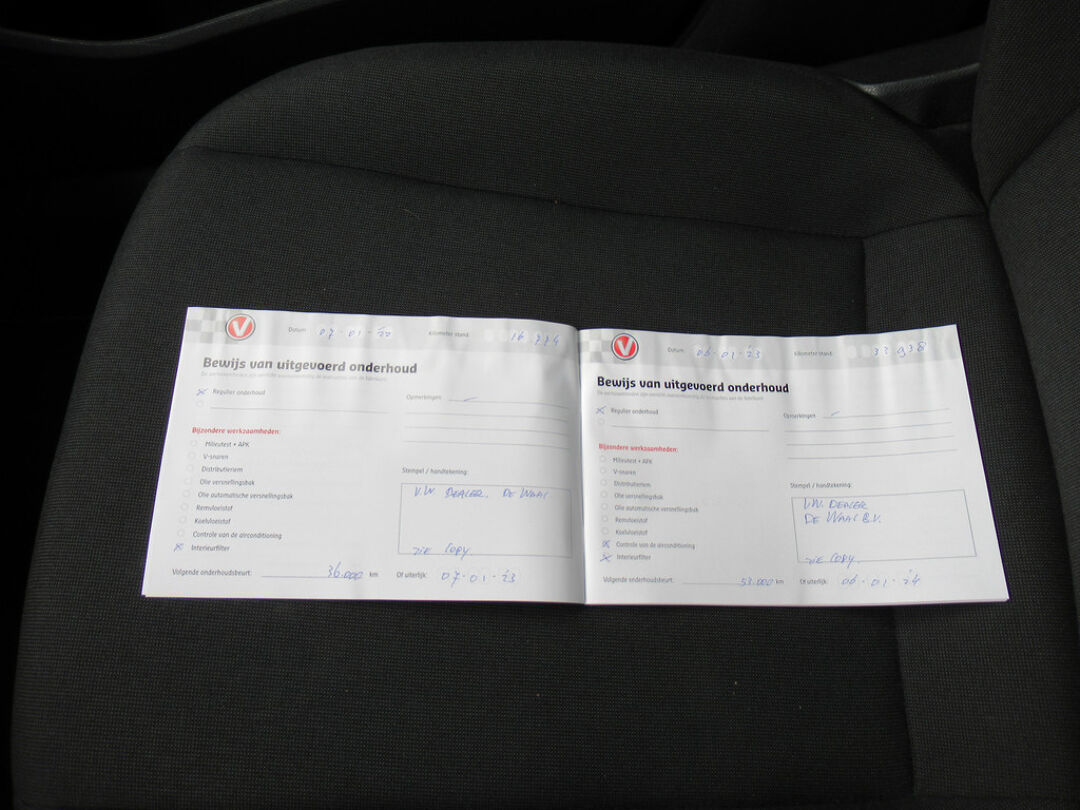 V
Datum: 07-01-'22
Kilometer stand: 16 224
Bewijs van uitgevoerd onderhoud
Regulier onderhoud
Opmerkingen
Bijzondere werkzaamheden:
Milieutest + APK
V-snaren
Distributieriem
Olie versnellingsbak
Olie automatische versnellingsbak
Remvloeistof
Koelvloeistof
Controle van de airconditioning
Interieurfilter
Stempel / handtekening:
V.W. DEALER. DE WAAL
ZIE COPY
Volgende onderhoudsbeurt: 36.000 km
Of uiterlijk: 07-01-'23
V
Datum: 06-01-'23
Kilometer stand: 33 938
Bewijs van uitgevoerd onderhoud
Regulier onderhoud
Opmerkingen
Bijzondere werkzaamheden:
Milieutest + APK
V-snaren
Distributieriem
Olie versnellingsbak
Olie automatische versnellingsbak
Remvloeistof
Koelvloeistof
Controle van de airconditioning
Interieurfilter
Stempel / handtekening:
V.W. DEALER
DE WAAL B.V.
ZIE COPY.
Volgende onderhoudsbeurt: 53.000 km
Of uiterlijk: 06-01-'24